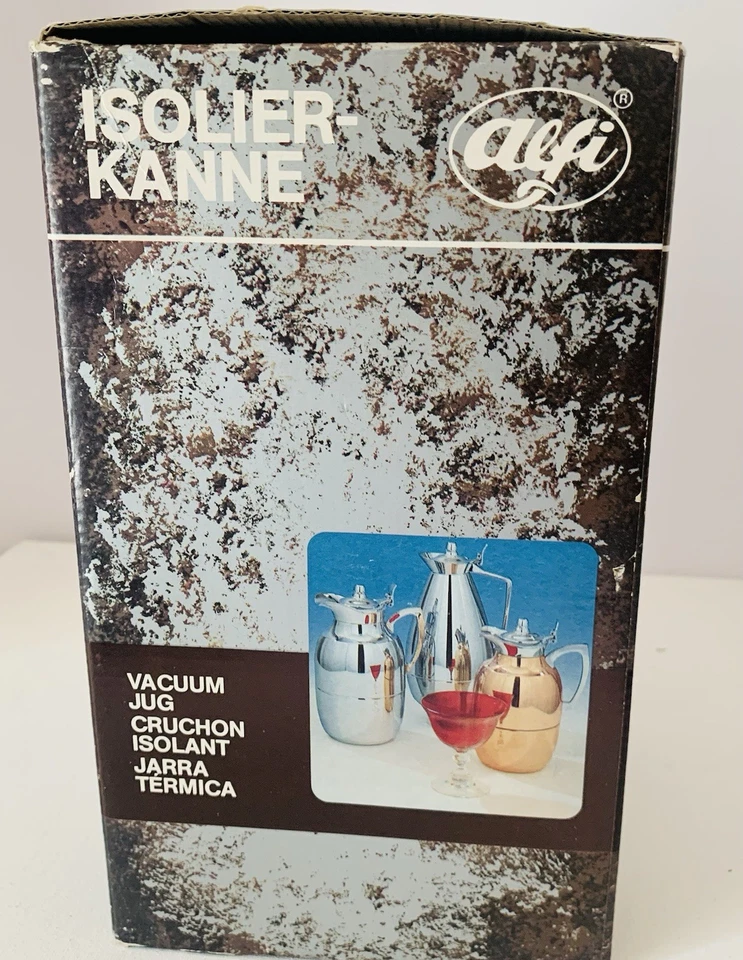 ISOLIER-
KANNE
alfi ®
VACUUM
JUG
CRUCHON
ISOLANT
JARRA
TÉRMICA